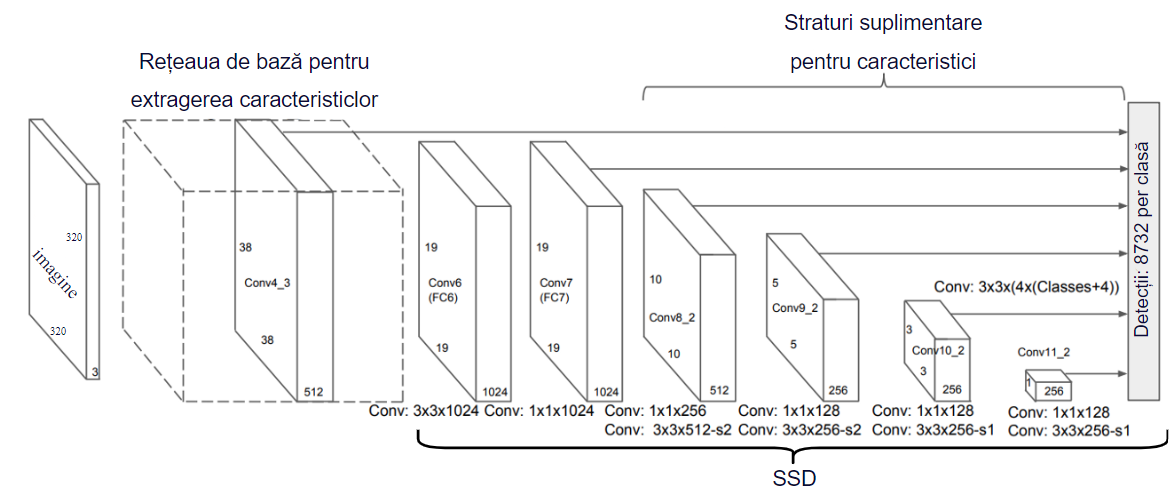 Straturi suplimentare
pentru caracteristici
Rețeaua de bază pentru
extragerea caracteristiclor
320
imagine
320
3
38
Conv4_3
38
512
19
Conv6
(FC6)
19
1024
19
Conv7
(FC7)
19
1024
10
Conv8_2
10
512
5
Conv9_2
5
256
Conv: 3x3x(4x(Classes+4))
3
Conv10_2
3
256
Conv11_2
1
256
Detecții: 8732 per clasă
Conv: 3x3x1024
Conv: 1x1x1024
Conv: 1x1x256
Conv: 3x3x512-s2
Conv: 1x1x128
Conv: 3x3x256-s2
Conv: 1x1x128
Conv: 3x3x256-s1
Conv: 1x1x128
Conv: 3x3x256-s1
SSD